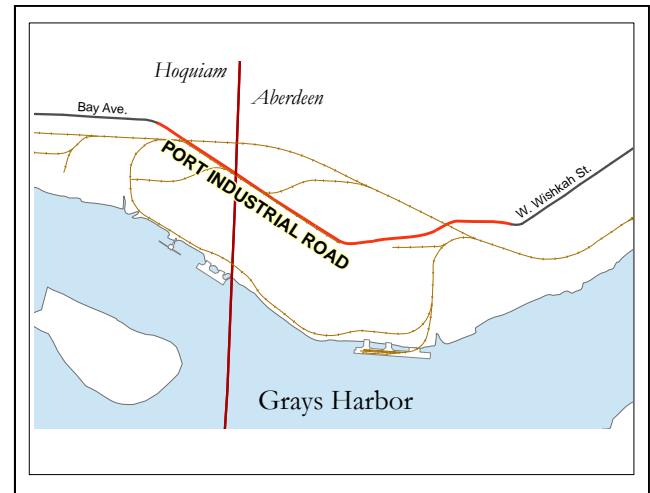 Hoquiam
Aberdeen
Bay Ave.
PORT INDUSTRIAL ROAD
W. Wishkah St.
Grays Harbor